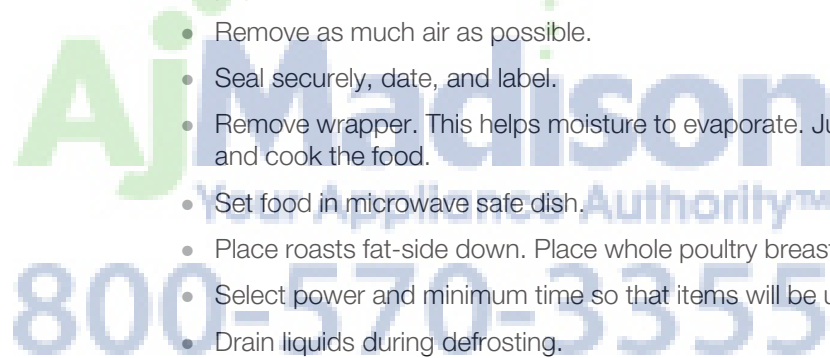 Remove as much air as possible.
Seal securely, date, and label.
Remove wrapper. This helps moisture to evaporate.
and cook the food.
Set food in microwave safe dish.
Place roasts fat-side down. Place whole poultry
Select power and minimum time so that items will be
Drain liquids during defrosting.
AjMadison
Your Appliance Authority™
800-570-3355